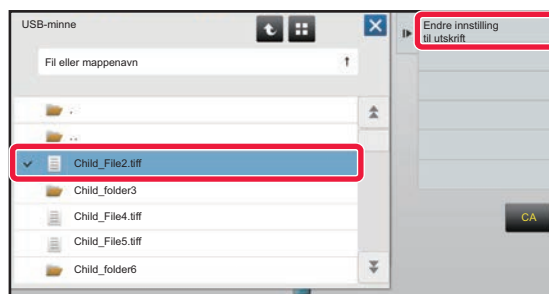 USB-minne
Fil eller mappenavn
.
..
Child_File2.tiff
Child_folder3
Child_File4.tiff
Child_File5.tiff
Child_folder6
Endre innstilling
til utskrift
CA